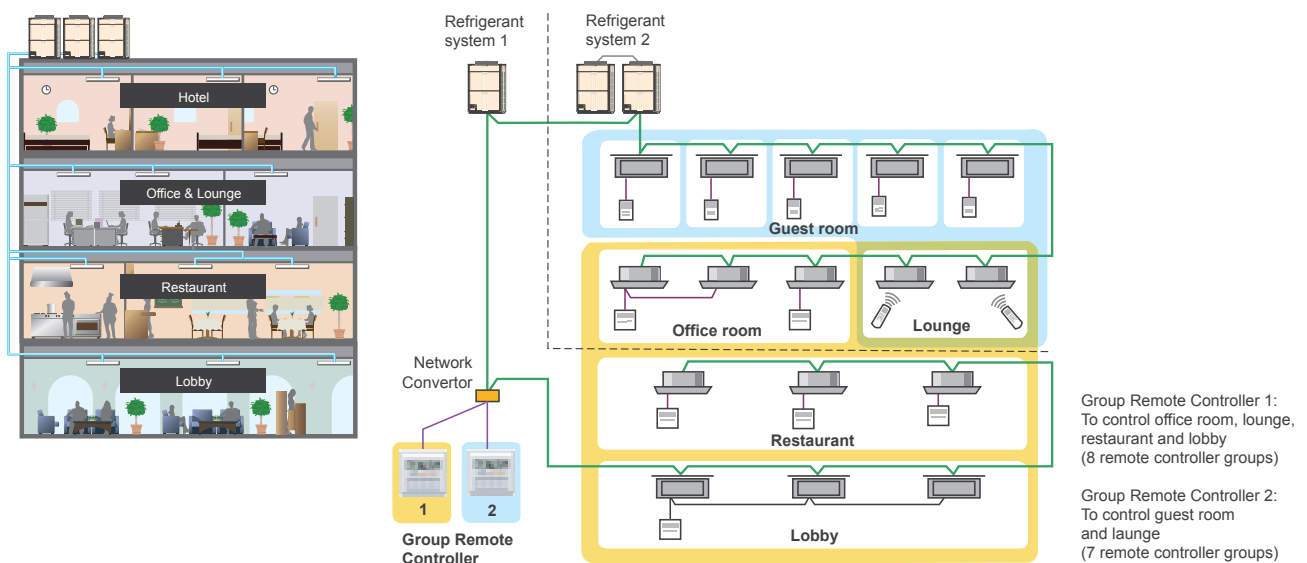 Hotel
Office & Lounge
Restaurant
Lobby
Refrigerant
system 1
Refrigerant
system 2
Guest room
Office room
Lounge
Network
Convertor
Restaurant
Lobby
1
2
Group Remote
Controller
Group Remote Controller 1:
To control office room, lounge,
restaurant and lobby
(8 remote controller groups)
Group Remote Controller 2:
To control guest room
and launge
(7 remote controller groups)